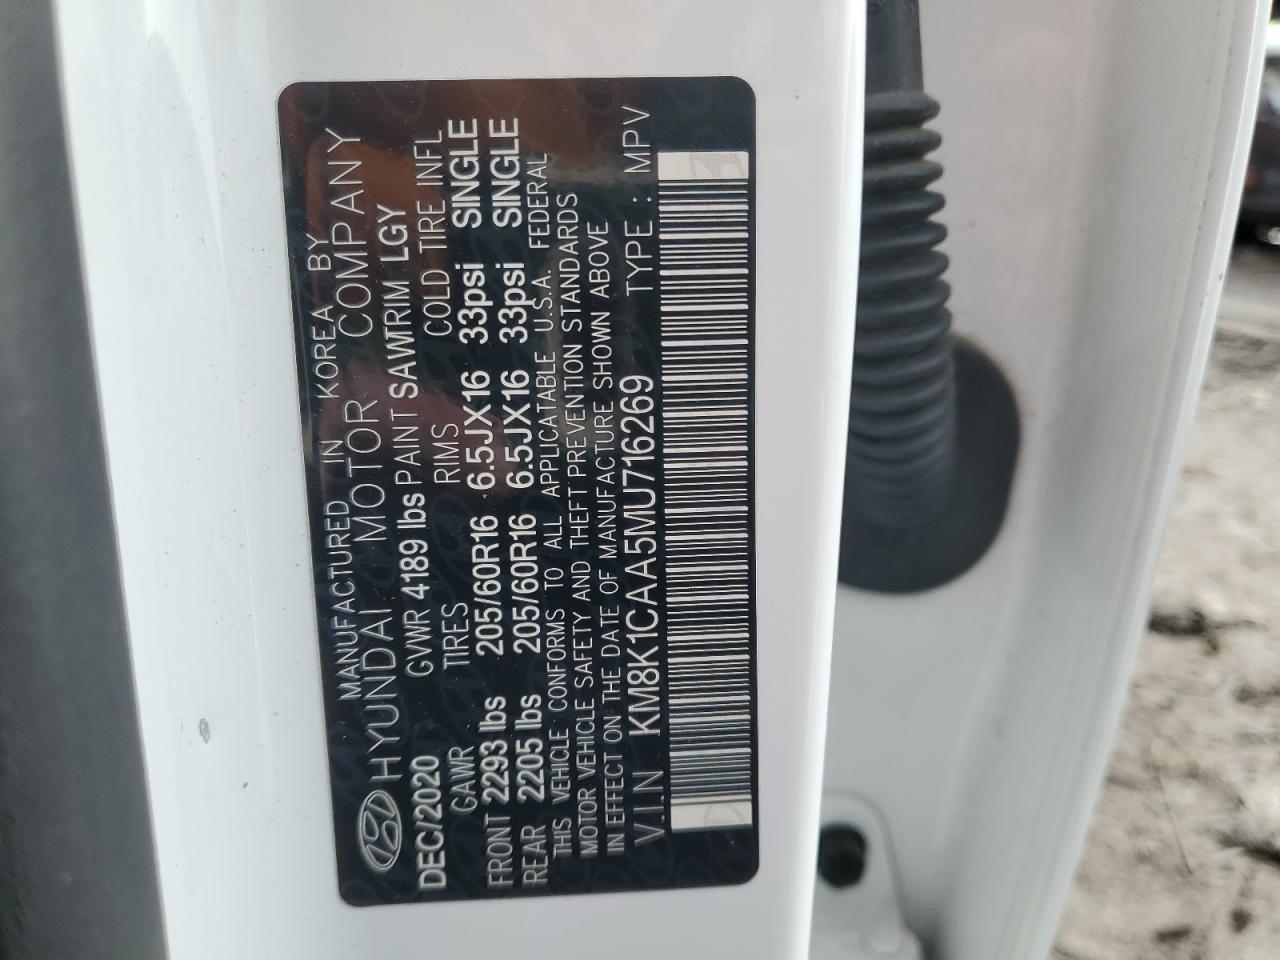 MANUFACTURED IN KOREA BY
HYUNDAI MOTOR COMPANY
DEC/2020 GVWR 4189 lbs PAINT SAWTRIM LGY
GAWR TIRES RIMS COLD TIRE INFL
FRONT 2293 lbs 205/60R16 6.5JX16 33psi SINGLE
REAR 2205 lbs 205/60R16 6.5JX16 33psi SINGLE
THIS VEHICLE CONFORMS TO ALL APPLICATABLE U.S.A. FEDERAL
MOTOR VEHICLE SAFETY AND THEFT PREVENTION STANDARDS
IN EFFECT ON THE DATE OF MANUFACTURE SHOWN ABOVE
V.I.N KM8K1CAA5MU716269 TYPE : MPV